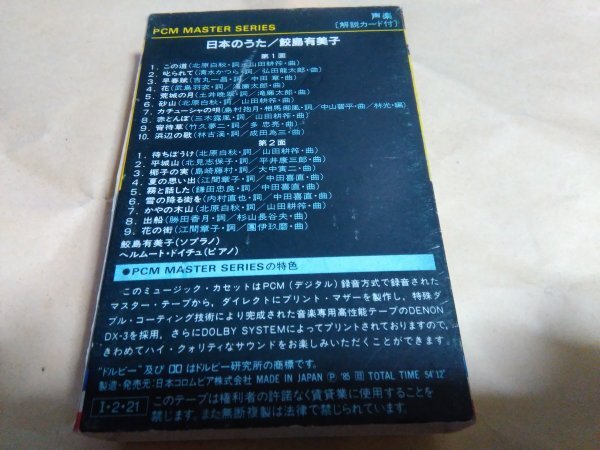 PCM MASTER SERIES
声楽
〔解説カード付〕
日本のうた/鮫島有美子
第1面
1. この道(北原白秋・詞/山田耕筰・曲)
2. 叱られて(清水かつら・詞/弘田龍太郎・曲)
3. 早春賦(吉丸一昌・詞/中田 章・曲)
4. 花(武島羽衣・詞/滝廉太郎・曲)
5. 荒城の月(土井晩翠・詞/滝廉太郎・曲)
6. 砂山(北原白秋・詞/山田耕筰・曲)
7. カチューシャの唄(島村抱月・相馬御風・詞/中山晋平・曲/林光・編)
8. 赤とんぼ(三木露風・詞/山田耕筰・曲)
9. 宵待草(竹久夢二・詞/多 忠亮・曲)
10. 浜辺の歌(林古渓・詞/成田為三・曲)
第2面
1. 待ちぼうけ(北原白秋・詞/山田耕筰・曲)
2. 平城山(北見志保子・詞/平井康三郎・曲)
3. 椰子の実(島崎藤村・詞/大中寅二・曲)
4. 夏の思い出(江間章子・詞/中田喜直・曲)
5. 霧と話した(鎌田忠良・詞/中田喜直・曲)
6. 雪の降る街を(内村直也・詞/中田喜直・曲)
7. かやの木山(北原白秋・詞/山田耕筰・曲)
8. 出船(勝田香月・詞/杉山長谷夫・曲)
9. 花の街(江間章子・詞/團伊玖磨・曲)
鮫島有美子(ソプラノ)
ヘルムート・ドイチュ(ピアノ)
●PCM MASTER SERIESの特色
このミュージック・カセットはPCM(デジタル)録音方式で録音された
マスター・テープから,ダイレクトにプリント・マザーを製作し,特殊ダ
ブル・コーティング技術により完成された音楽専用高性能テープのDENON
DX-3を採用,さらにDOLBY SYSTEMによってプリントされておりますので,
きわめてハイ・クォリティなサウンドをお楽しみいただくことができます.
"ドルビー" 及び は ドルビー研究所の商標です.
製造・発売元:日本コロムビア株式会社 MADE IN JAPAN Ⓟ '85 TOTAL TIME 54'12"
I・2・21
このテープは権利者の許諾なく賃貸業に使用することを
禁じます.また無断複製は法律で禁じられています.